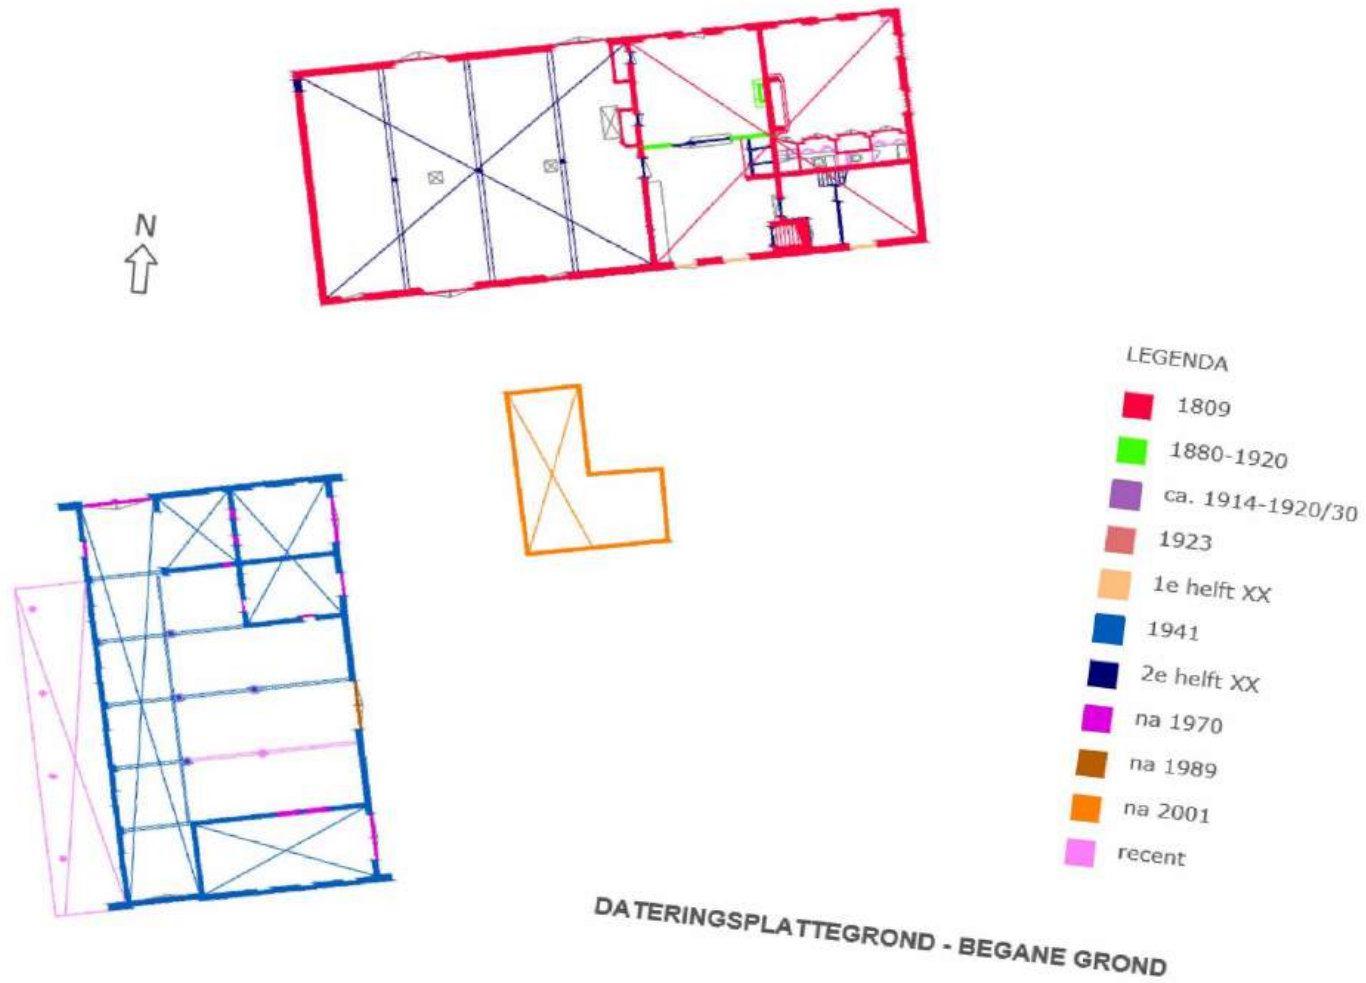 N
LEGENDA
1809
1880-1920
ca. 1914-1920/30
1923
1e helft XX
1941
2e helft XX
na 1970
na 1989
na 2001
recent
DATERINGSPLATTEGROND - BEGANE GROND